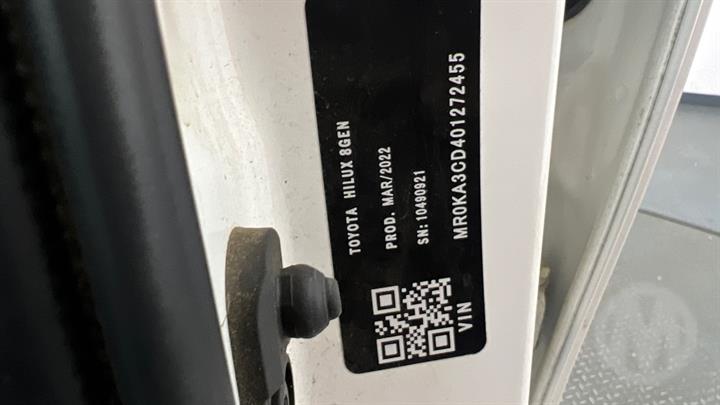 TOYOTA HILUX 8GEN
PROD. MAR/2022
SN: 10490921
MR0KA3CD401272455
VIN